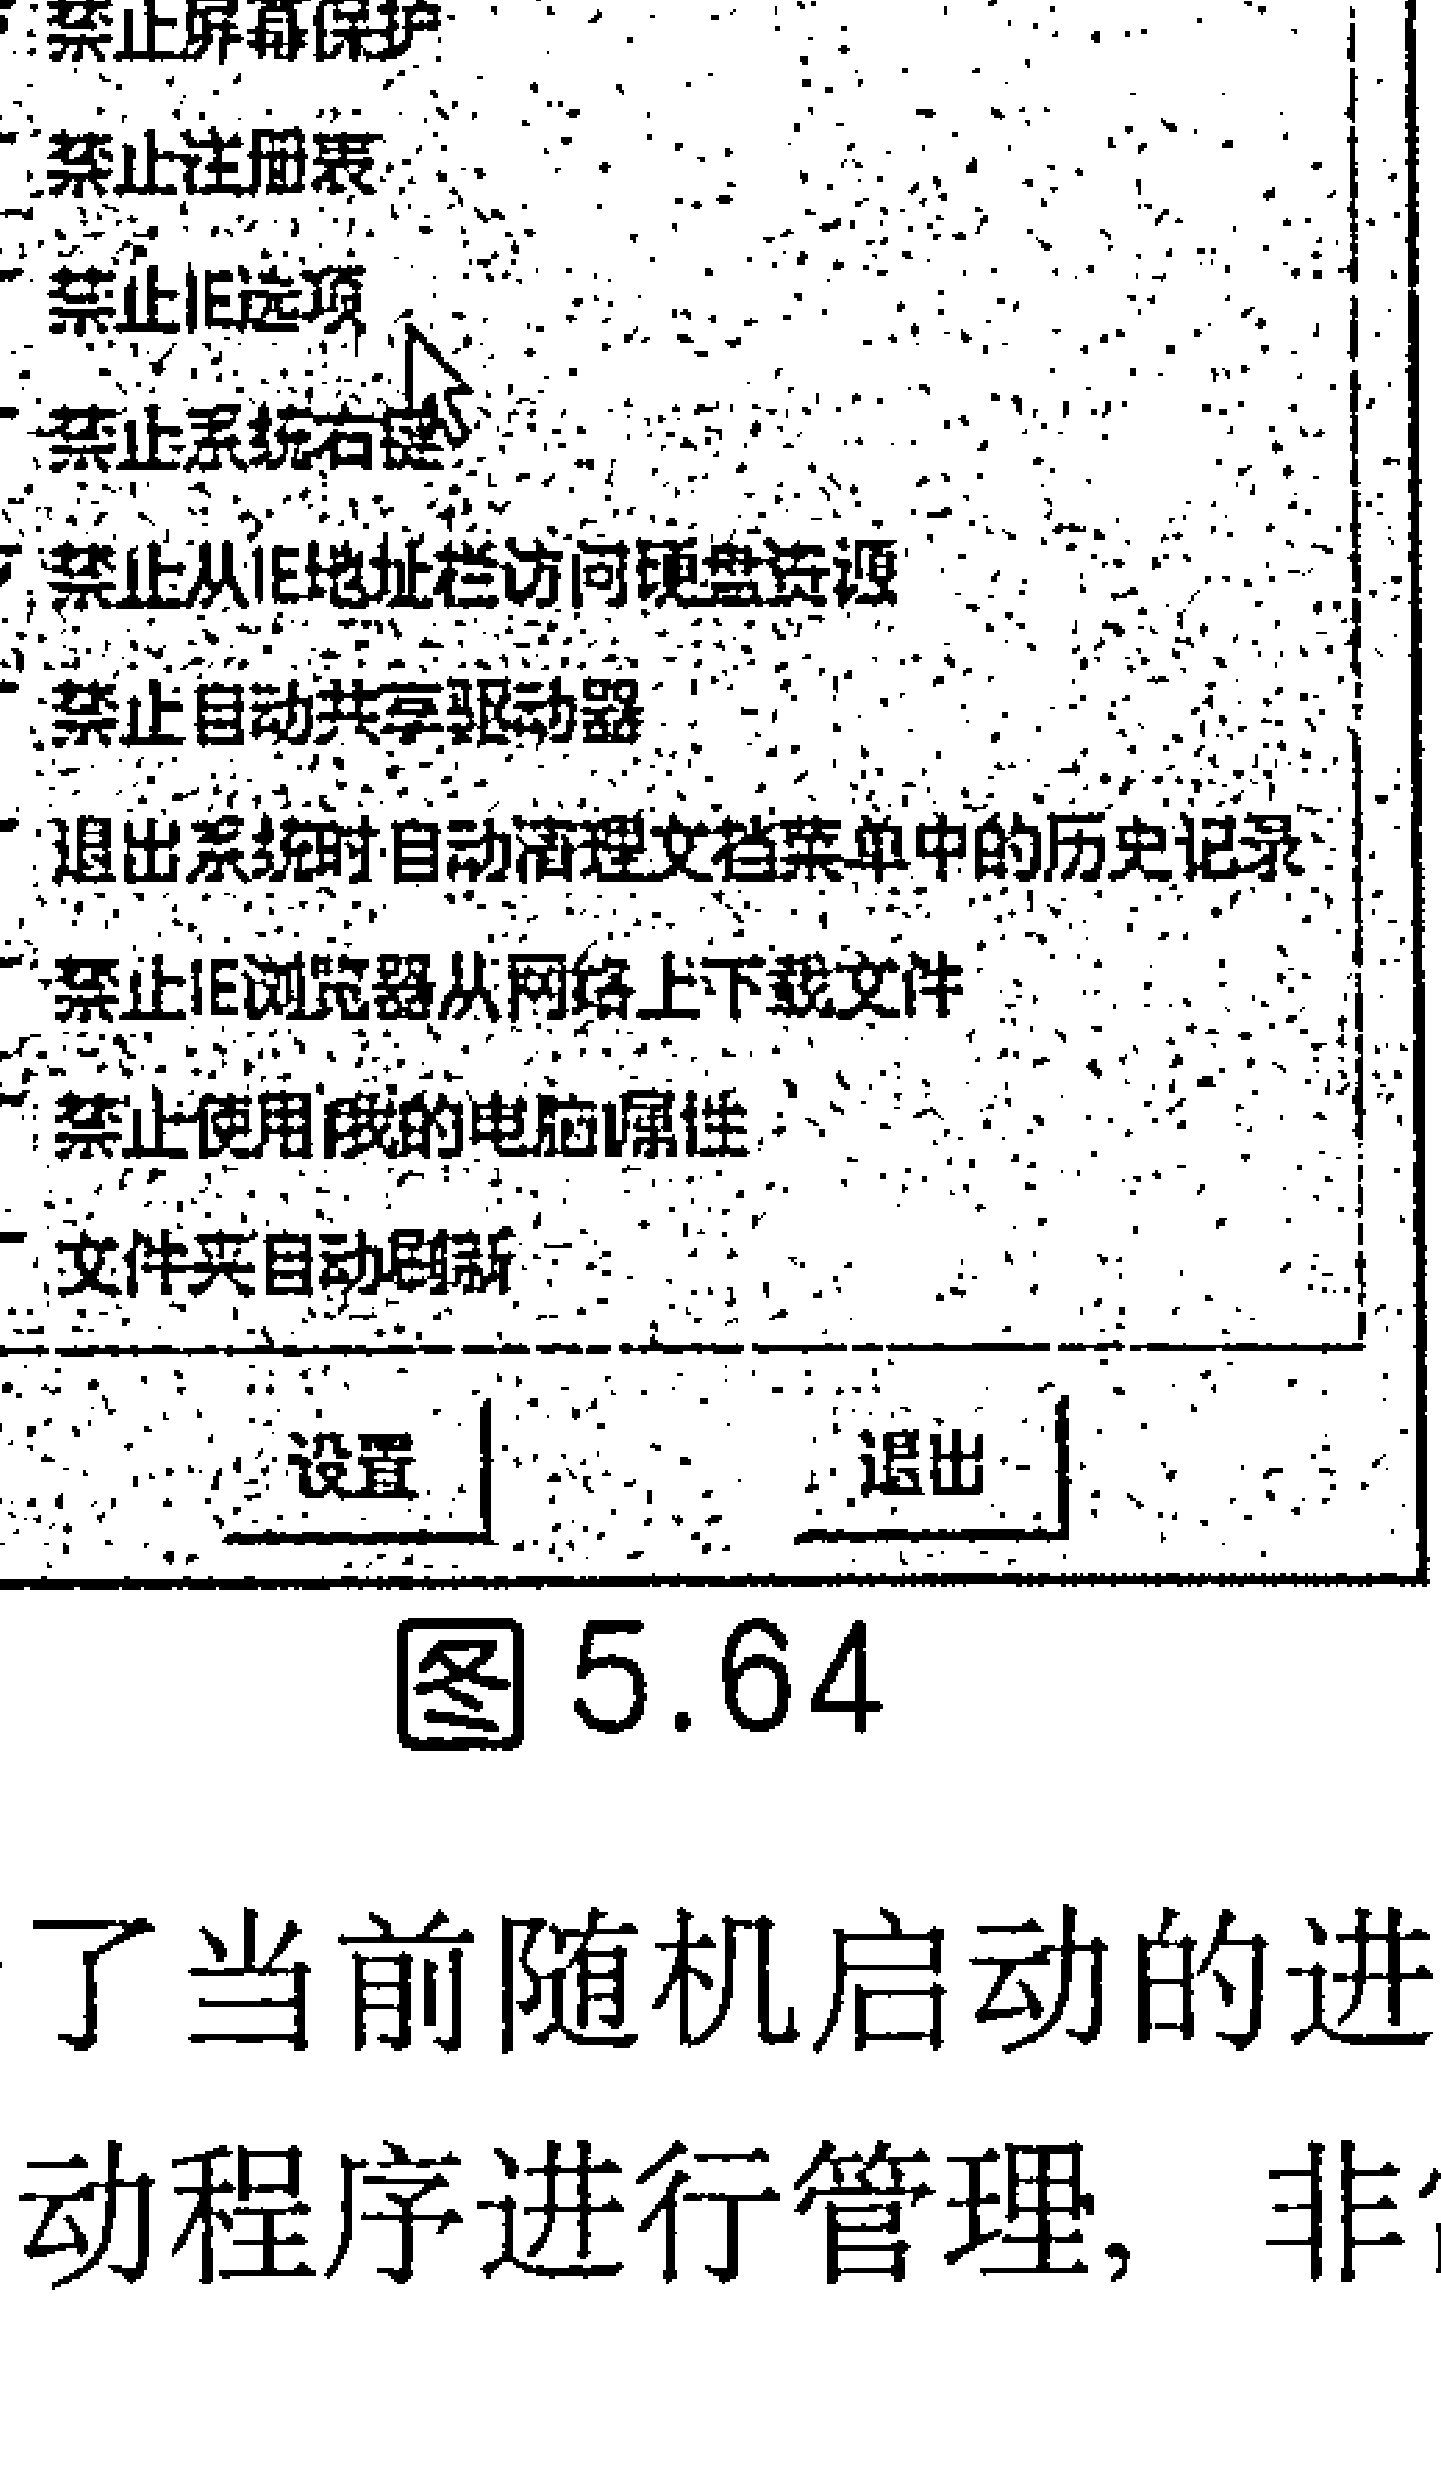 禁止屏幕保护
禁止注册表
禁止IE选项
禁止系统右键
禁止从IE地址栏访问硬盘资源
禁止自动共享驱动器
退出系统时自动清理文档菜单中的历史记录
禁止IE浏览器从网络上下载文件
禁止使用"我的电脑"属性
文件夹自动刷新
设置 退出
图 5.64
了当前随机启动的进
动程序进行管理, 非